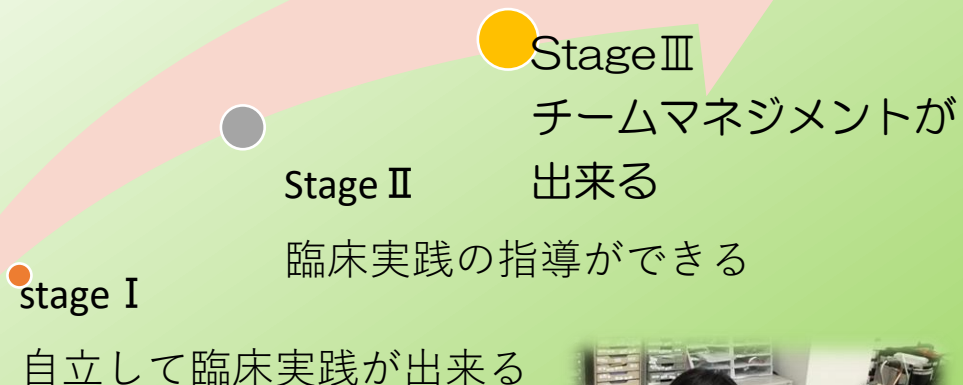 StageⅢ
チームマネジメントが
出来る
Stage Ⅱ
臨床実践の指導ができる
stage Ⅰ
自立して臨床実践が出来る